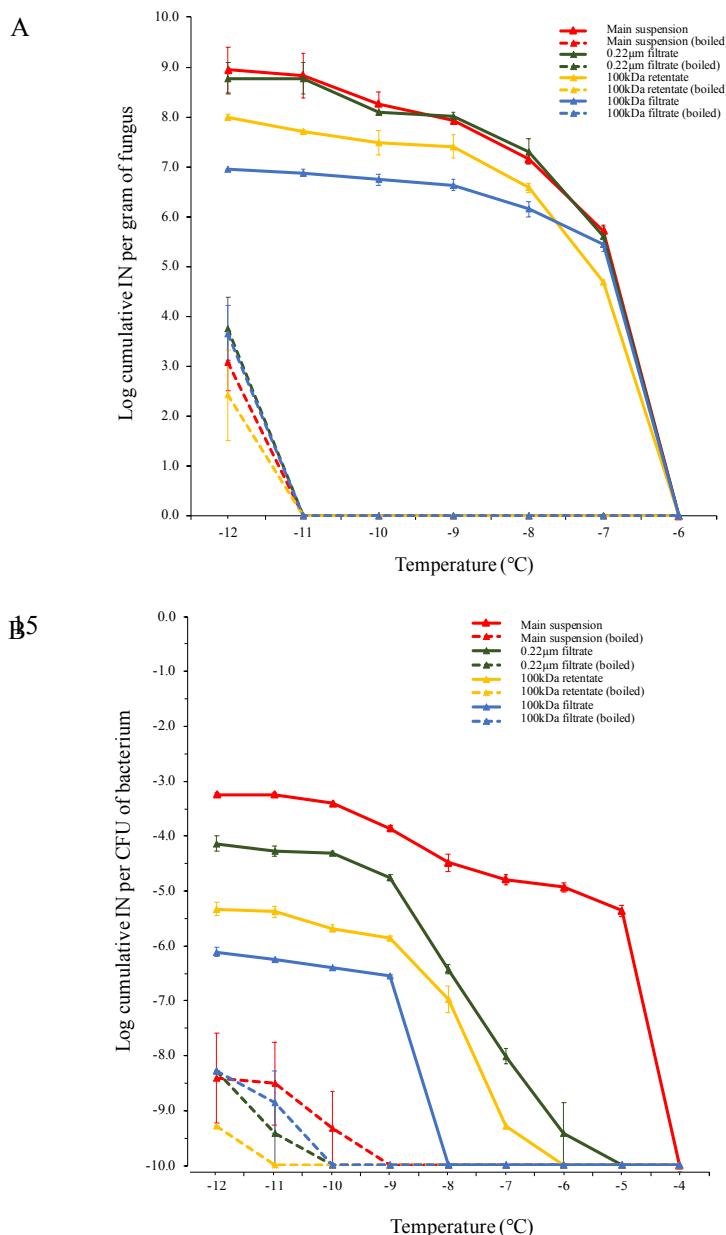 A
Log cumulative IN per gram of fungus
10.0
9.0
8.0
7.0
6.0
5.0
4.0
3.0
2.0
1.0
0.0
Main suspension
Main suspension (boiled)
0.22µm filtrate
0.22µm filtrate (boiled)
100kDa retentate
100kDa retentate (boiled)
100kDa filtrate
100kDa filtrate (boiled)
-12 -11 -10 -9 -8 -7 -6
Temperature (°C)
B 15
Log cumulative IN per CFU of bacterium
0.0
-1.0
-2.0
-3.0
-4.0
-5.0
-6.0
-7.0
-8.0
-9.0
-10.0
Main suspension
Main suspension (boiled)
0.22µm filtrate
0.22µm filtrate (boiled)
100kDa retentate
100kDa retentate (boiled)
100kDa filtrate
100kDa filtrate (boiled)
-12 -11 -10 -9 -8 -7 -6 -5 -4
Temperature (°C)